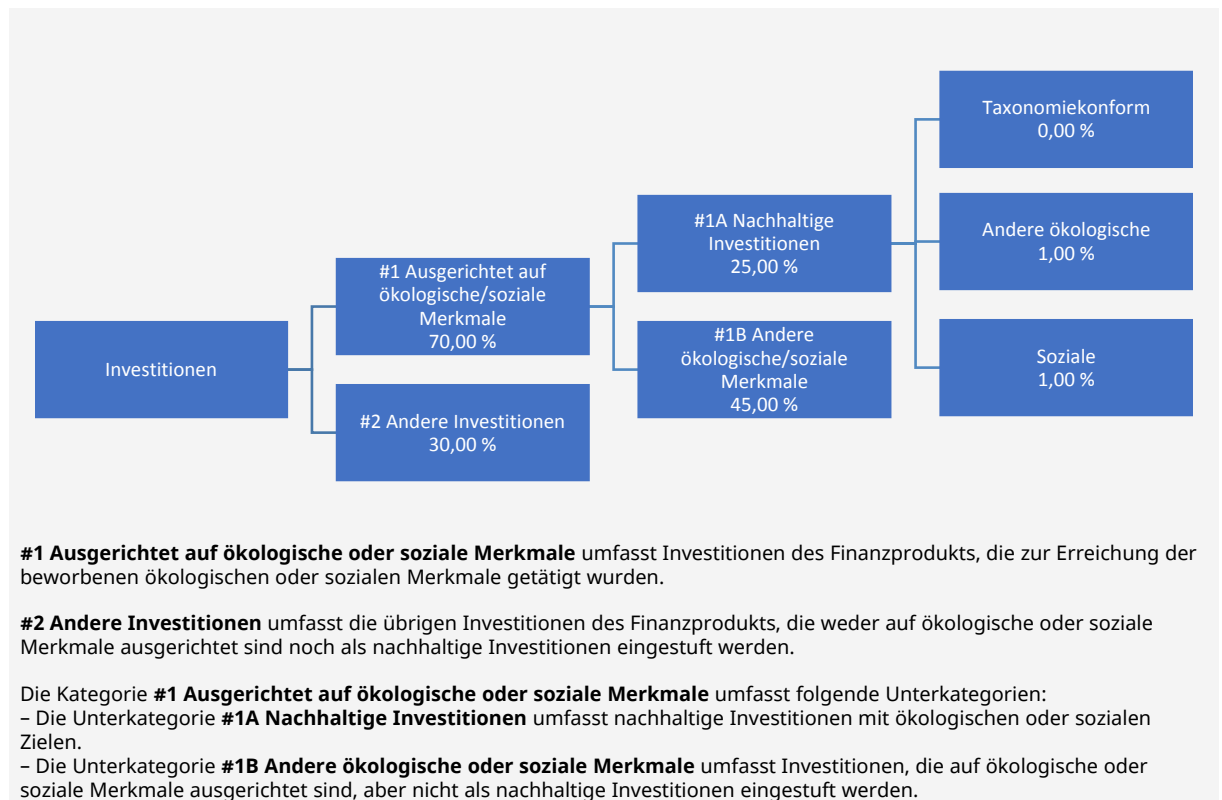 Investitionen
#1 Ausgerichtet auf
ökologische/soziale
Merkmale
70,00 %
#2 Andere Investitionen
30,00 %
#1A Nachhaltige
Investitionen
25,00 %
#1B Andere
ökologische/soziale
Merkmale
45,00 %
Taxonomiekonform
0,00 %
Andere ökologische
1,00 %
Soziale
1,00 %
#1 Ausgerichtet auf ökologische oder soziale Merkmale umfasst Investitionen des Finanzprodukts, die zur Erreichung der
beworbenen ökologischen oder sozialen Merkmale getätigt wurden.
#2 Andere Investitionen umfasst die übrigen Investitionen des Finanzprodukts, die weder auf ökologische oder soziale
Merkmale ausgerichtet sind noch als nachhaltige Investitionen eingestuft werden.
Die Kategorie #1 Ausgerichtet auf ökologische oder soziale Merkmale umfasst folgende Unterkategorien:
– Die Unterkategorie #1A Nachhaltige Investitionen umfasst nachhaltige Investitionen mit ökologischen oder sozialen
Zielen.
– Die Unterkategorie #1B Andere ökologische oder soziale Merkmale umfasst Investitionen, die auf ökologische oder
soziale Merkmale ausgerichtet sind, aber nicht als nachhaltige Investitionen eingestuft werden.